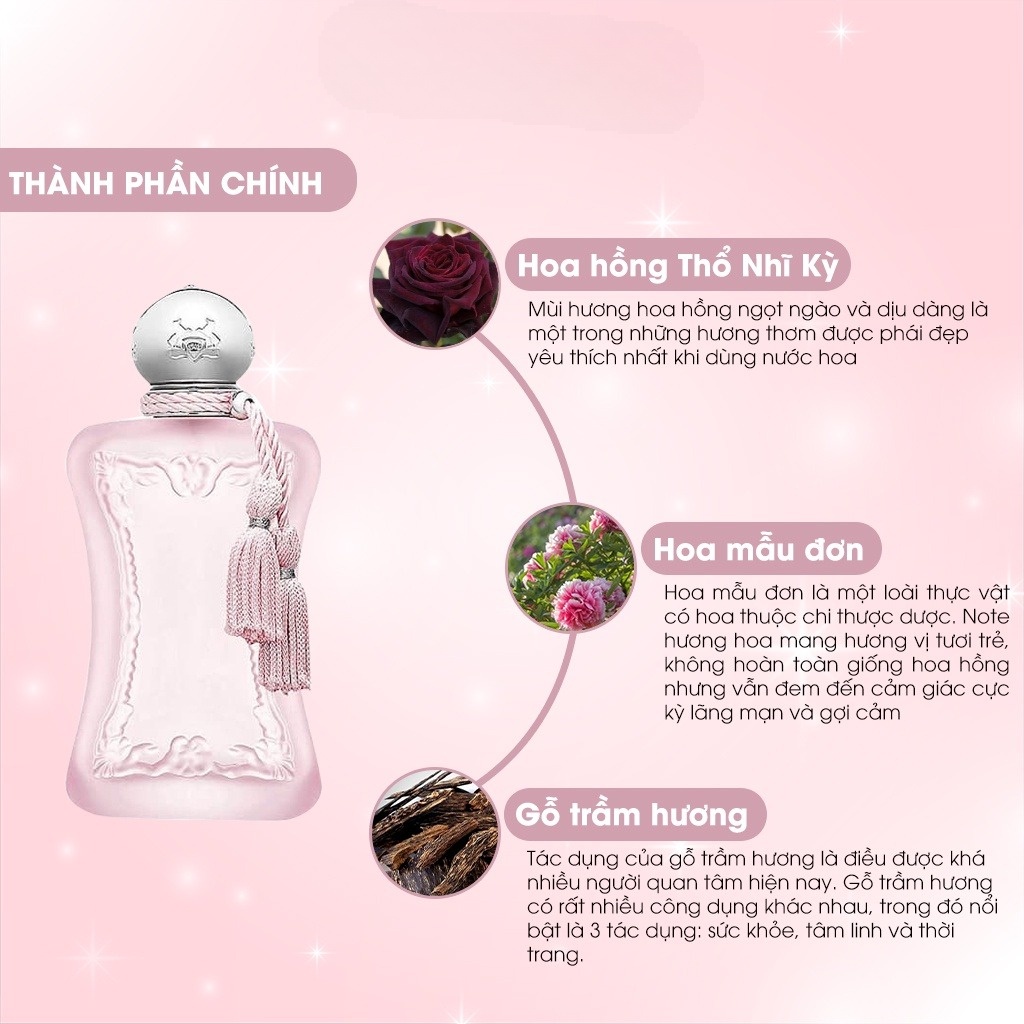 THÀNH PHẦN CHÍNH
Hoa hồng Thổ Nhĩ Kỳ
Mùi hương hoa hồng ngọt ngào và dịu dàng là
một trong những hương thơm được phái đẹp
yêu thích nhất khi dùng nước hoa
Hoa mẫu đơn
Hoa mẫu đơn là một loài thực vật
có hoa thuộc chi thược dược. Note
hương hoa mang hương vị tươi trẻ,
không hoàn toàn giống hoa hồng
nhưng vẫn đem đến cảm giác cực
kỳ lãng mạn và gợi cảm
Gỗ trầm hương
Tác dụng của gỗ trầm hương là điều được khá
nhiều người quan tâm hiện nay. Gỗ trầm hương
có rất nhiều công dụng khác nhau, trong đó nổi
bật là 3 tác dụng: sức khỏe, tâm linh và thời
trang.